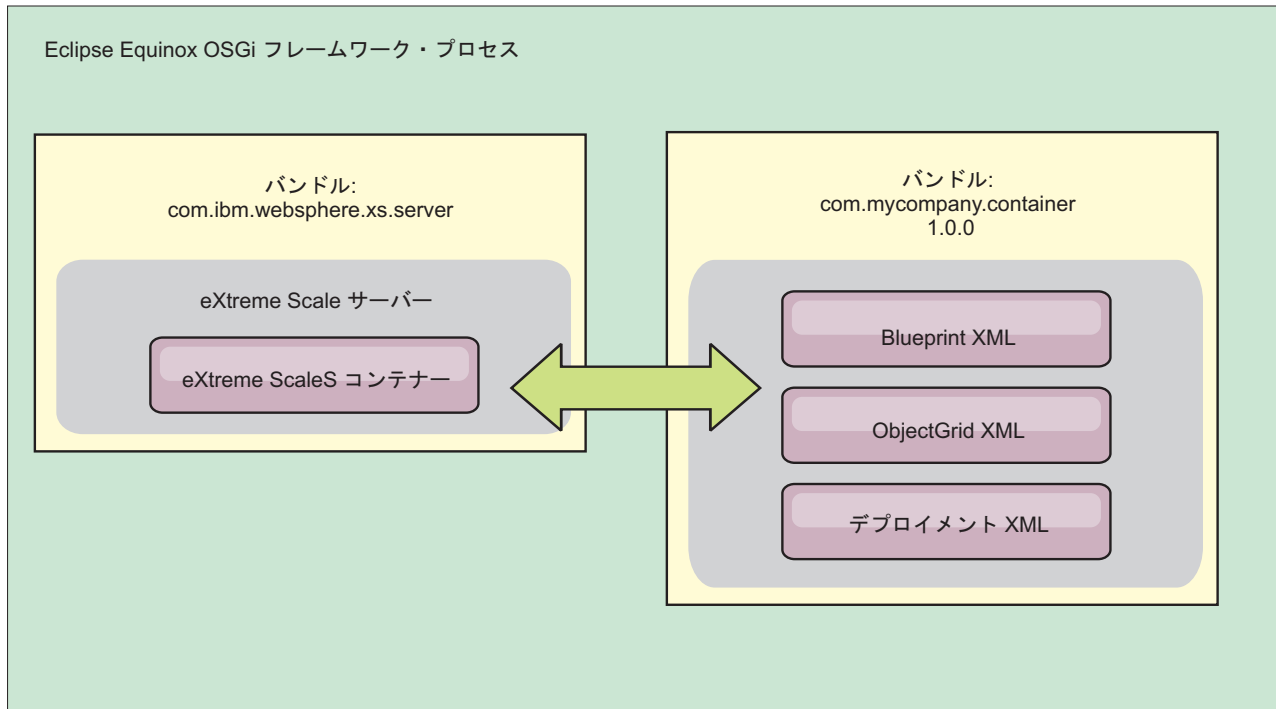 Eclipse Equinox OSGi フレームワーク・プロセス
バンドル:
com.ibm.websphere.xs.server
eXtreme Scale サーバー
eXtreme ScaleS コンテナー
バンドル:
com.mycompany.container
1.0.0
Blueprint XML
ObjectGrid XML
デプロイメント XML